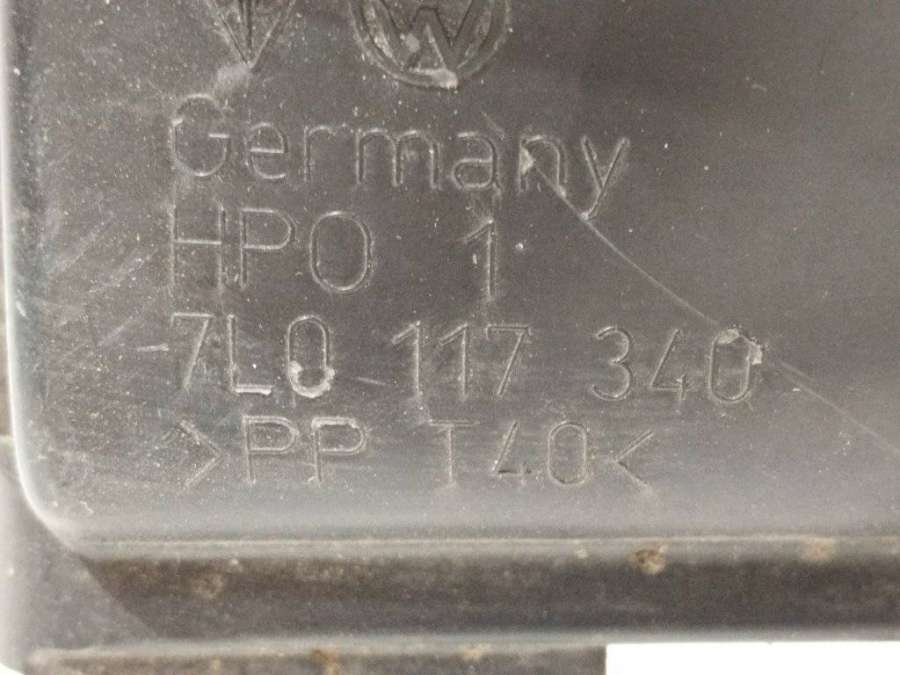 Germany
HPO 1
7L0 117 340
>PP T40<